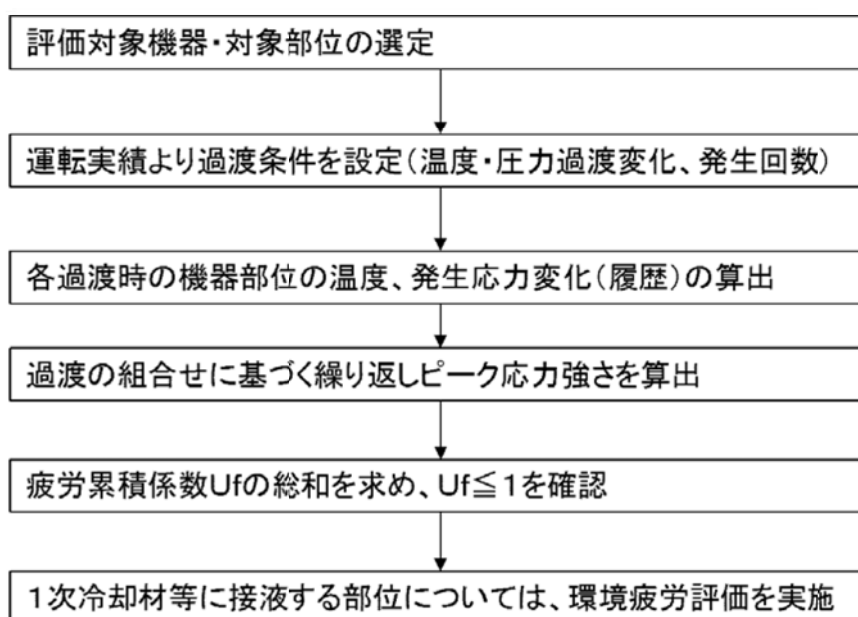 評価対象機器・対象部位の選定
運転実績より過渡条件を設定(温度・圧力過渡変化、発生回数)
各過渡時の機器部位の温度、発生応力変化(履歴)の算出
過渡の組合せに基づく繰り返しピーク応力強さを算出
疲労累積係数Ufの総和を求め、Uf≦1を確認
1次冷却材等に接液する部位については、環境疲労評価を実施